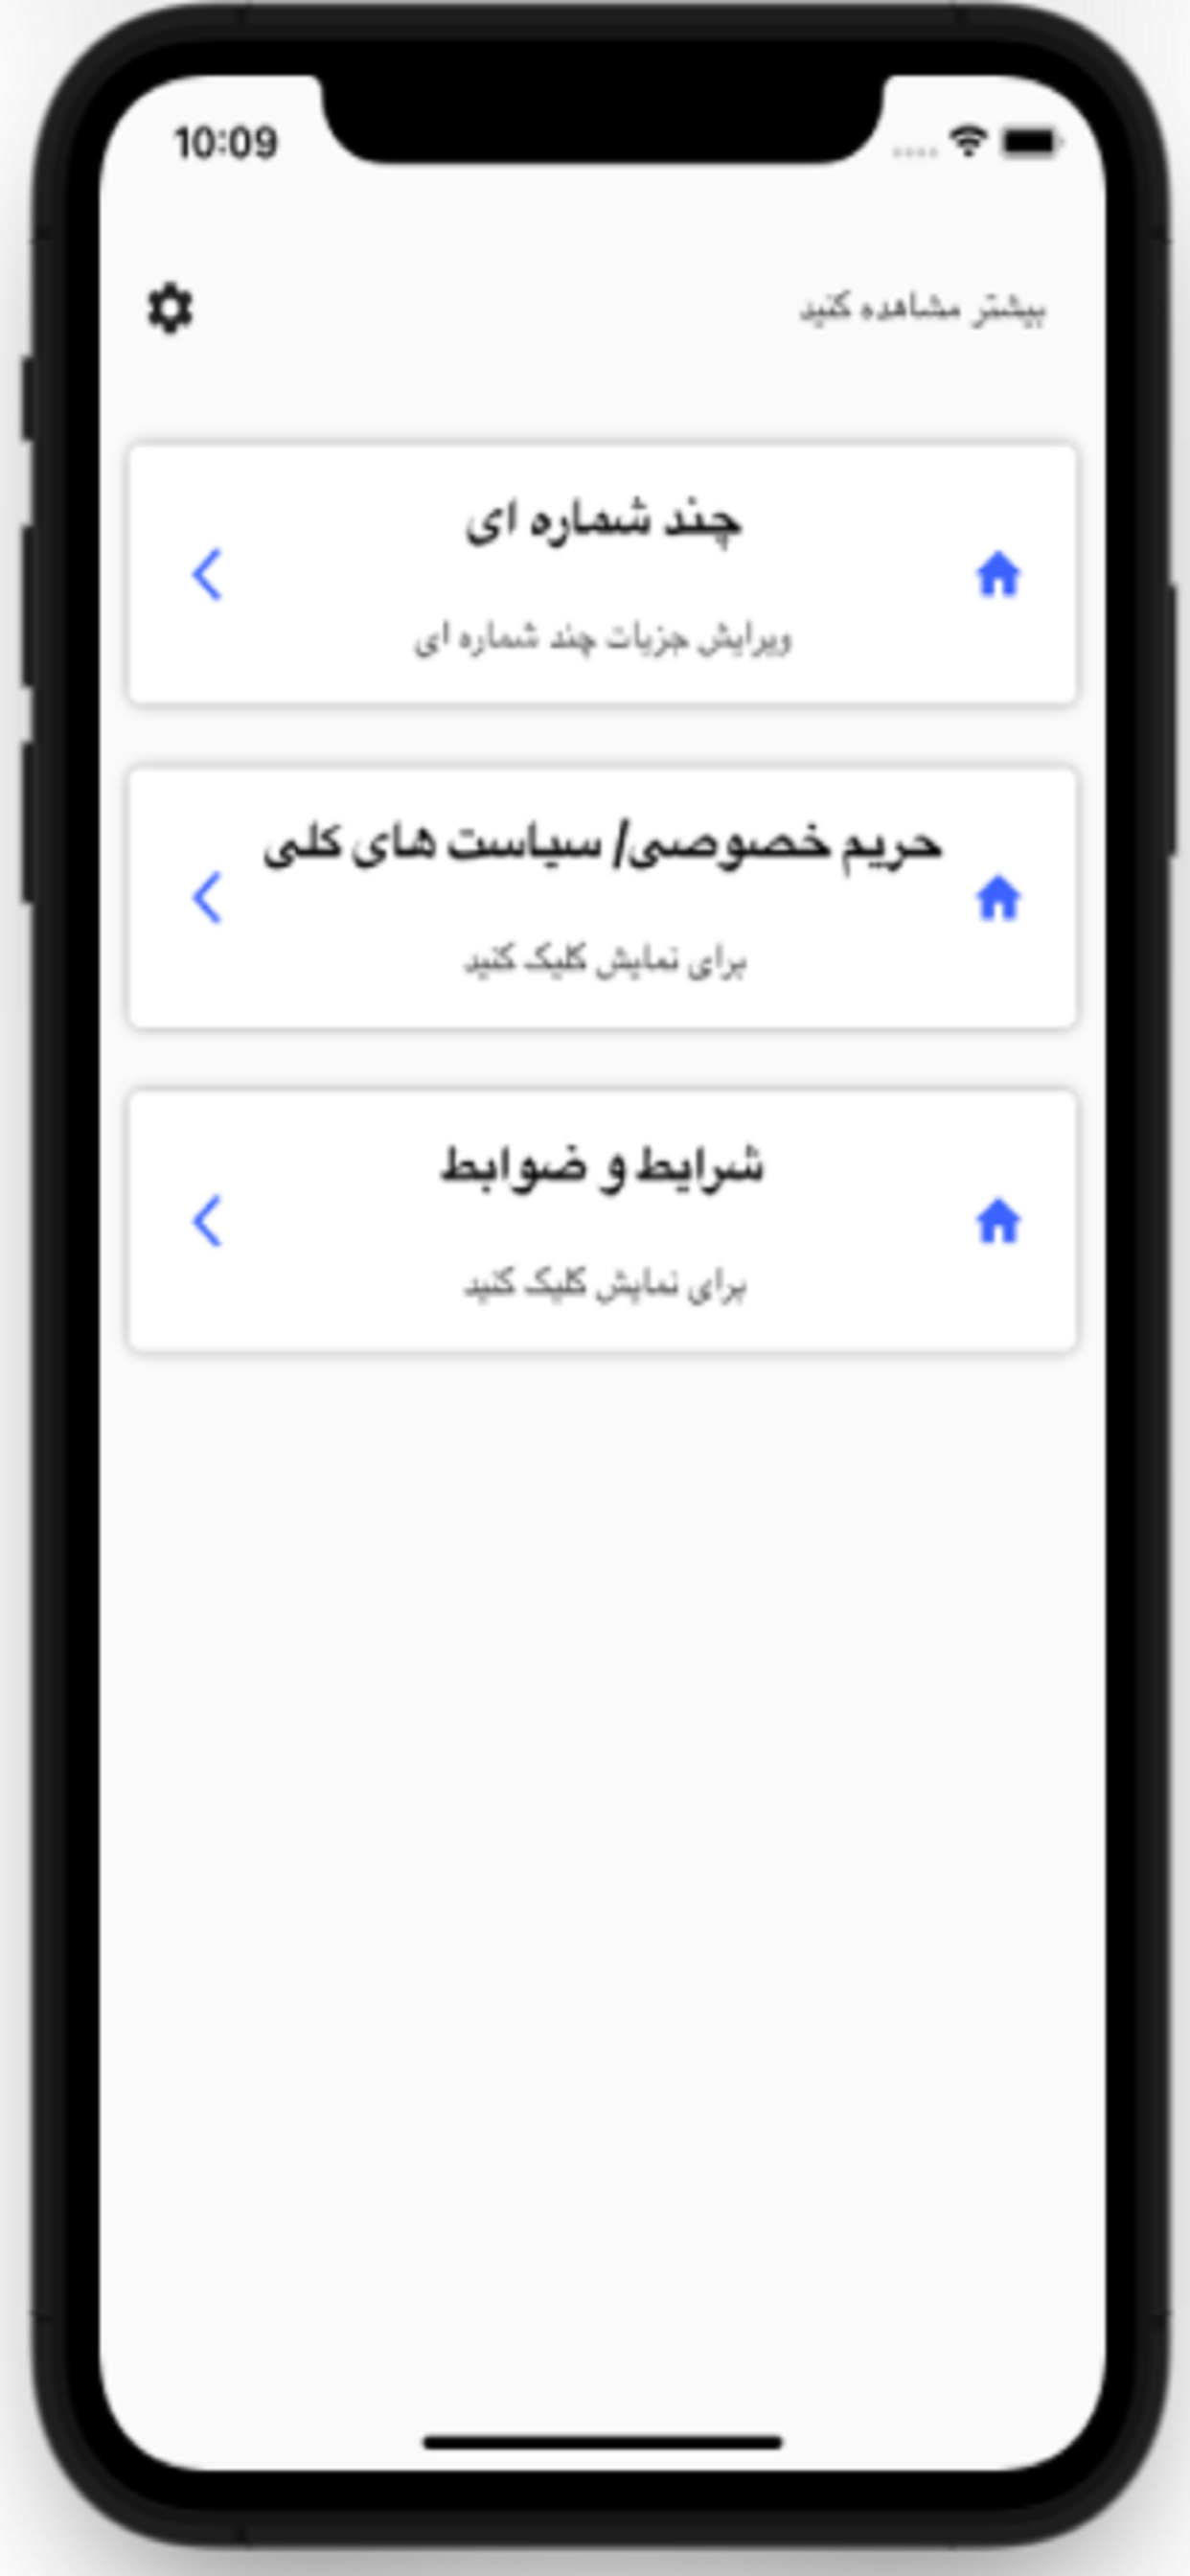 10:09
بیشتر مشاهده کنید
چند شماره ای
ویرایش جزیات چند شماره ای
حریم خصوصی/ سیاست های کلی
برای نمایش کلیک کنید
شرایط و ضوابط
برای نمایش کلیک کنید